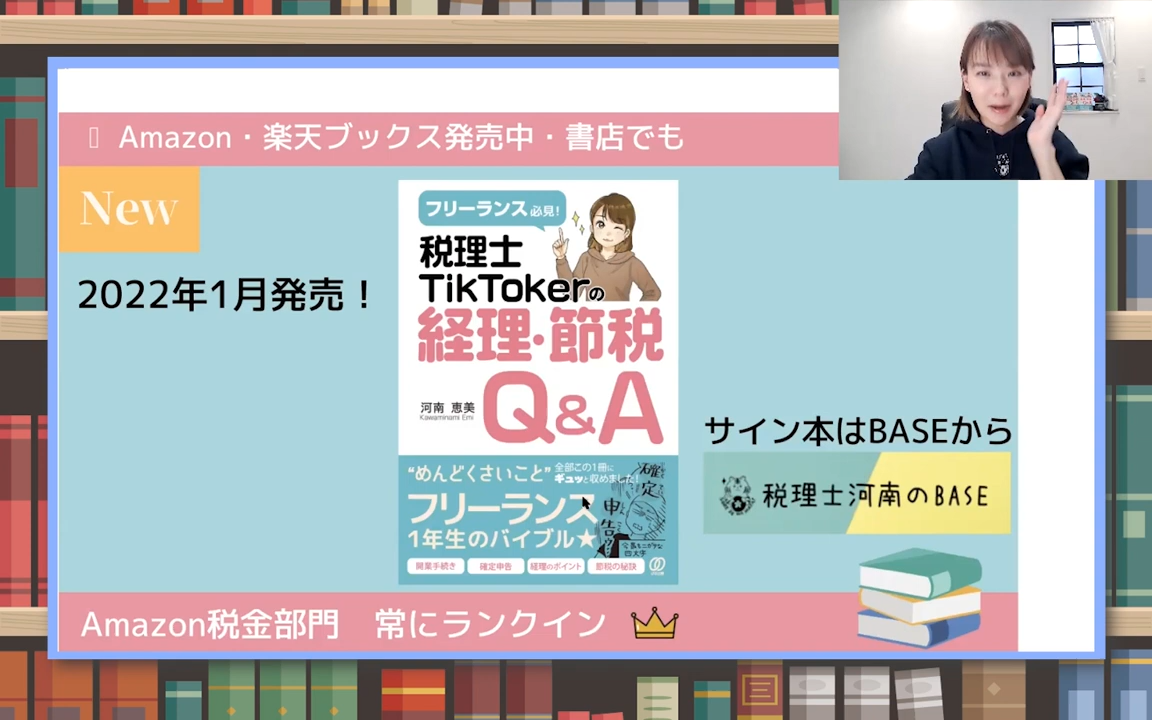 Amazon・楽天ブックス発売中・書店でも
New
2022年1月発売！
フリーランス必見！
税理士
TikTokerの
経理・節税
Q&A
河南 恵美
Kawaminami Emi
“めんどくさいこと”
全部この1冊に
ギュッと収めました！
フリーランス
1年生のバイブル★
確定
申告
開業手続き
確定申告
経理のポイント
節税の秘訣
サイン本はBASEから
税理士河南のBASE
Amazon税金部門 常にランクイン